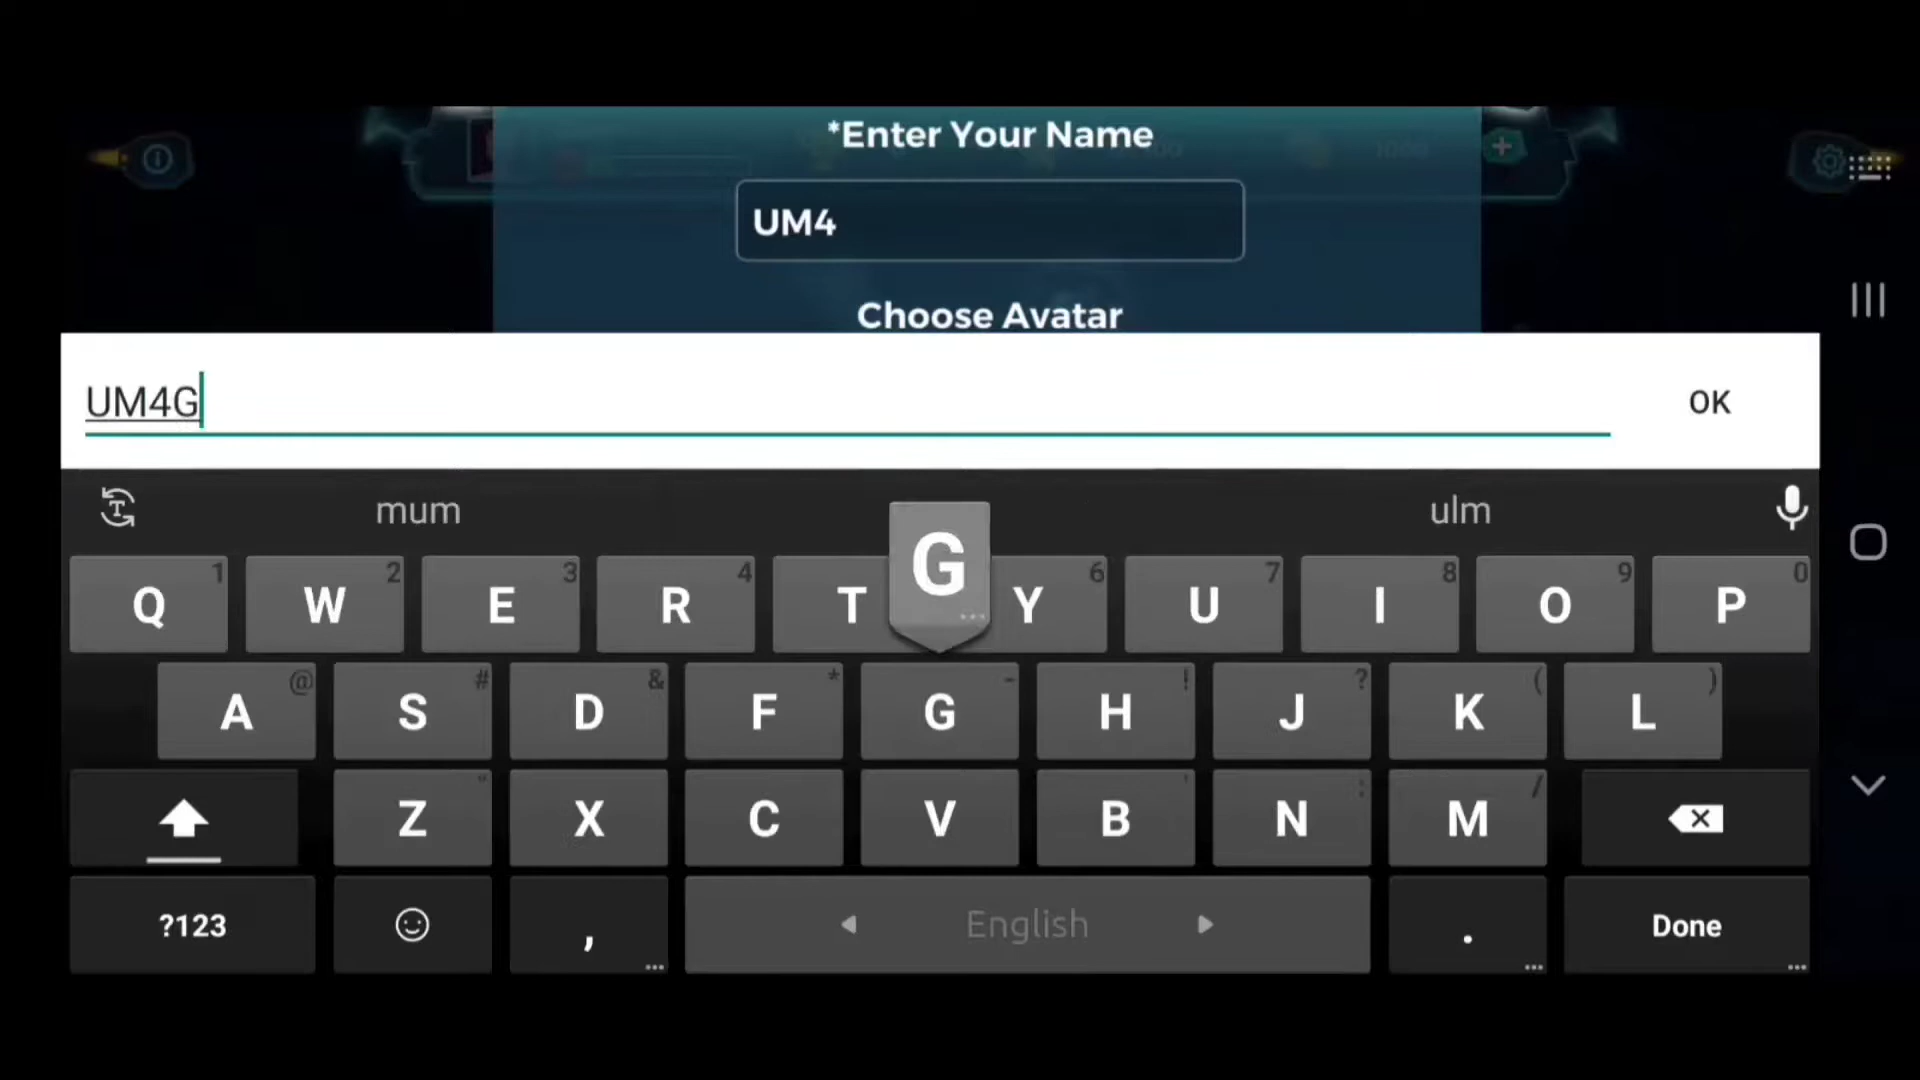 *Enter Your Name
UM4
Choose Avatar
UM4G
OK
mum
ulm
G
1 2 3 4 6 7 8 9 0
Q W E R T Y U I O P
@ # & * - ! ? ( )
A S D F G H J K L
" ' : /
Z X C V B N M
?123 , English . Done